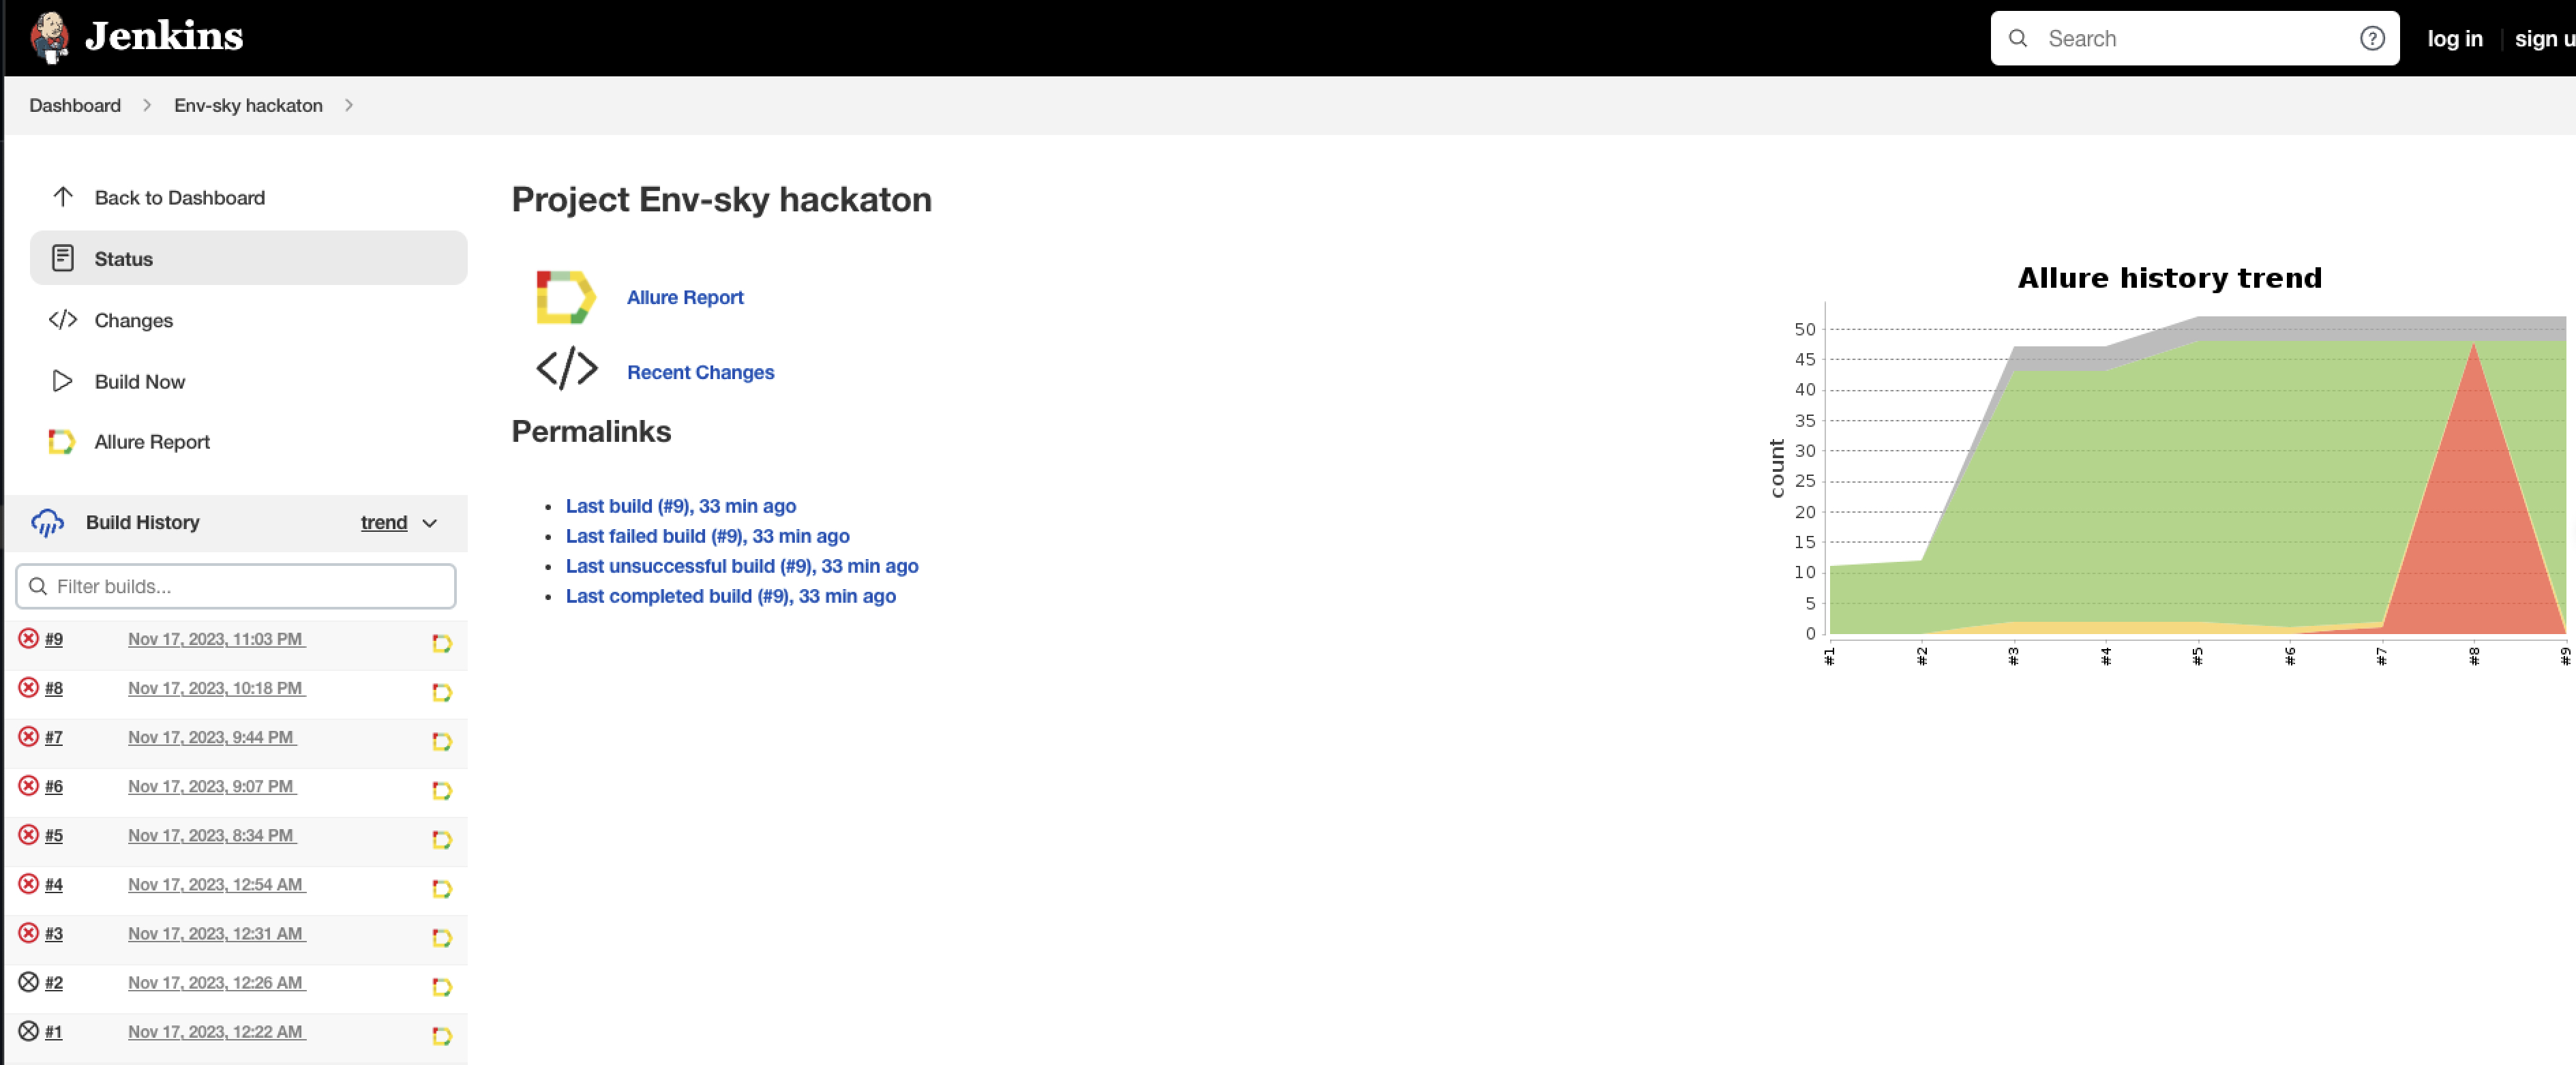 Jenkins
Search
log in
sign u
Dashboard
Env-sky hackaton
Back to Dashboard
Status
Changes
Build Now
Allure Report
Build History
trend
Filter builds...
#9 Nov 17, 2023, 11:03 PM
#8 Nov 17, 2023, 10:18 PM
#7 Nov 17, 2023, 9:44 PM
#6 Nov 17, 2023, 9:07 PM
#5 Nov 17, 2023, 8:34 PM
#4 Nov 17, 2023, 12:54 AM
#3 Nov 17, 2023, 12:31 AM
#2 Nov 17, 2023, 12:26 AM
#1 Nov 17, 2023, 12:22 AM
Project Env-sky hackaton
Allure Report
Recent Changes
Permalinks
Last build (#9), 33 min ago
Last failed build (#9), 33 min ago
Last unsuccessful build (#9), 33 min ago
Last completed build (#9), 33 min ago
Allure history trend
count
50
45
40
35
30
25
20
15
10
5
0
#1
#2
#3
#4
#5
#6
#7
#8
#9